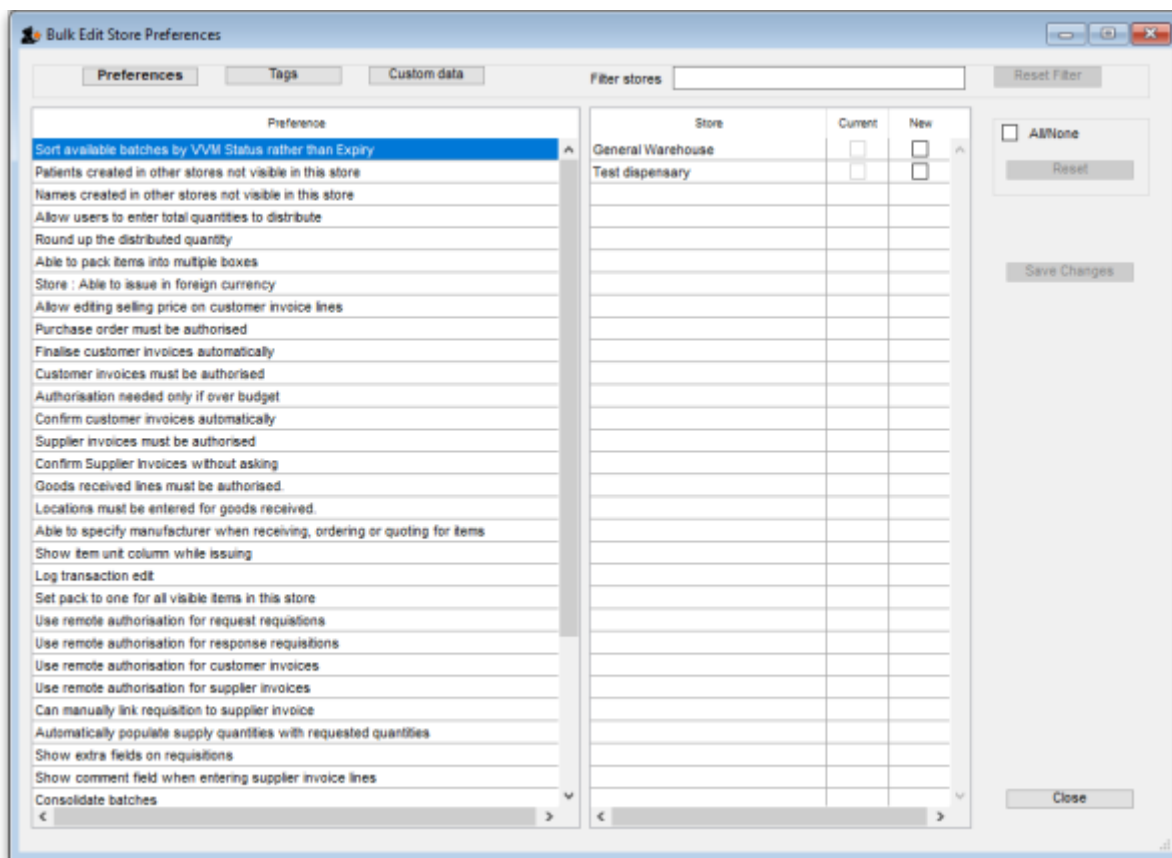 Bulk Edit Store Preferences
Preferences Tags Custom data Filter stores Reset Filter
Preference Store Current New
All/None
Sort available batches by VVM Status rather than Expiry General Warehouse
Patients created in other stores not visible in this store Test dispensary Reset
Names created in other stores not visible in this store
Allow users to enter total quantities to distribute
Round up the distributed quantity
Able to pack items into multiple boxes
Store : Able to issue in foreign currency Save Changes
Allow editing selling price on customer invoice lines
Purchase order must be authorised
Finalise customer invoices automatically
Customer invoices must be authorised
Authorisation needed only if over budget
Confirm customer invoices automatically
Supplier invoices must be authorised
Confirm Supplier Invoices without asking
Goods received lines must be authorised.
Locations must be entered for goods received.
Able to specify manufacturer when receiving, ordering or quoting for items
Show item unit column while issuing
Log transaction edit
Set pack to one for all visible items in this store
Use remote authorisation for request requistions
Use remote authorisation for response requisitions
Use remote authorisation for customer invoices
Use remote authorisation for supplier invoices
Can manually link requisition to supplier invoice
Automatically populate supply quantities with requested quantities
Show extra fields on requisitions
Show comment field when entering supplier invoice lines
Consolidate batches Close